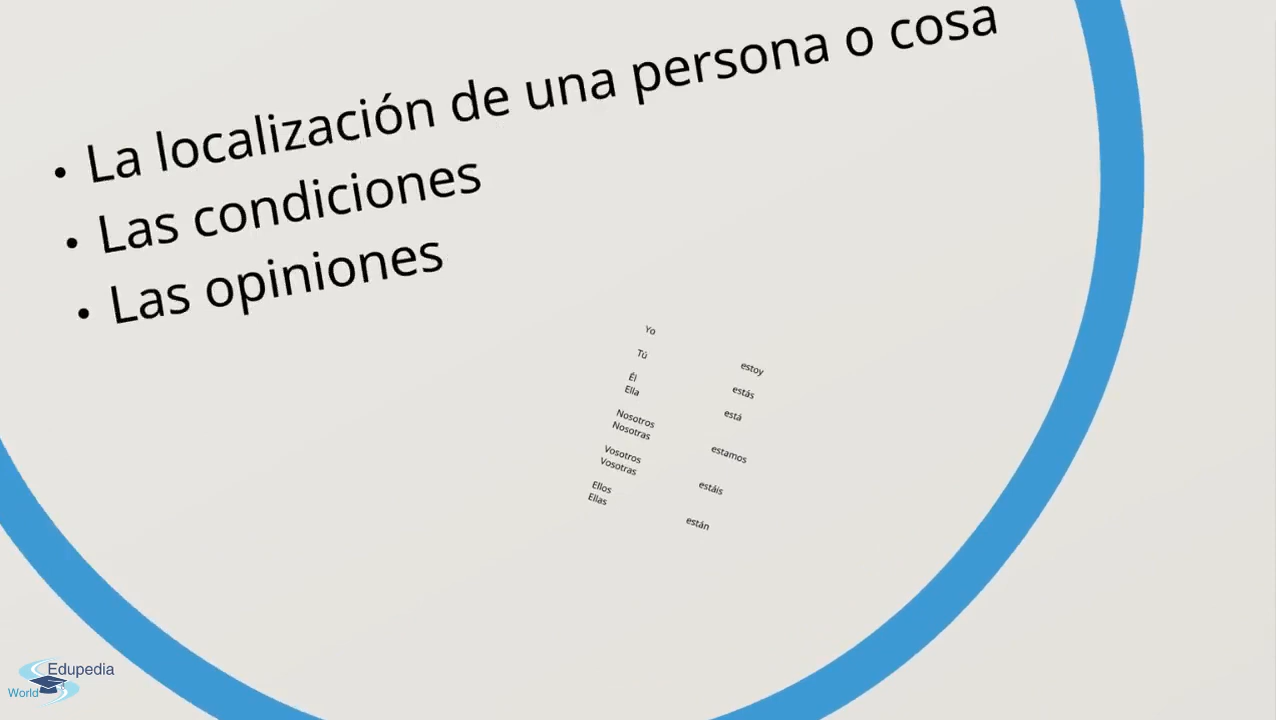 • La localización de una persona o cosa
• Las condiciones
• Las opiniones
Yo
Tú
Él
Ella
Nosotros
Nosotras
Vosotros
Vosotras
Ellos
Ellas
estoy
estás
está
estamos
estáis
están
Edupedia
World